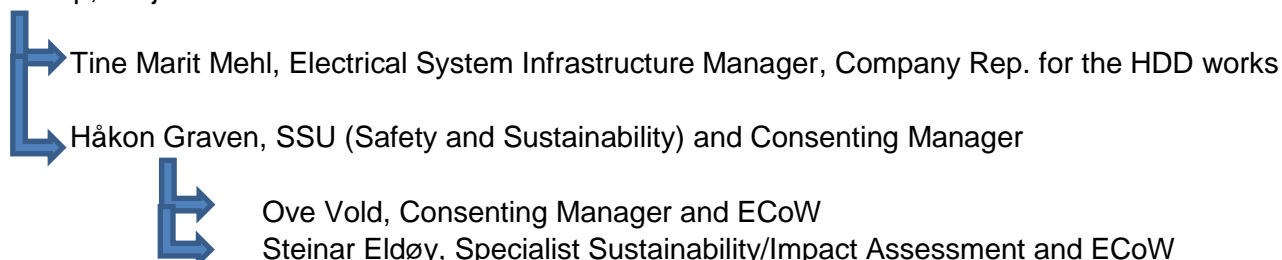 Tine Marit Mehl, Electrical System Infrastructure Manager, Company Rep. for the HDD works
Håkon Graven, SSU (Safety and Sustainability) and Consenting Manager
Ove Vold, Consenting Manager and ECoW
Steinar Eldøy, Specialist Sustainability/Impact Assessment and ECoW